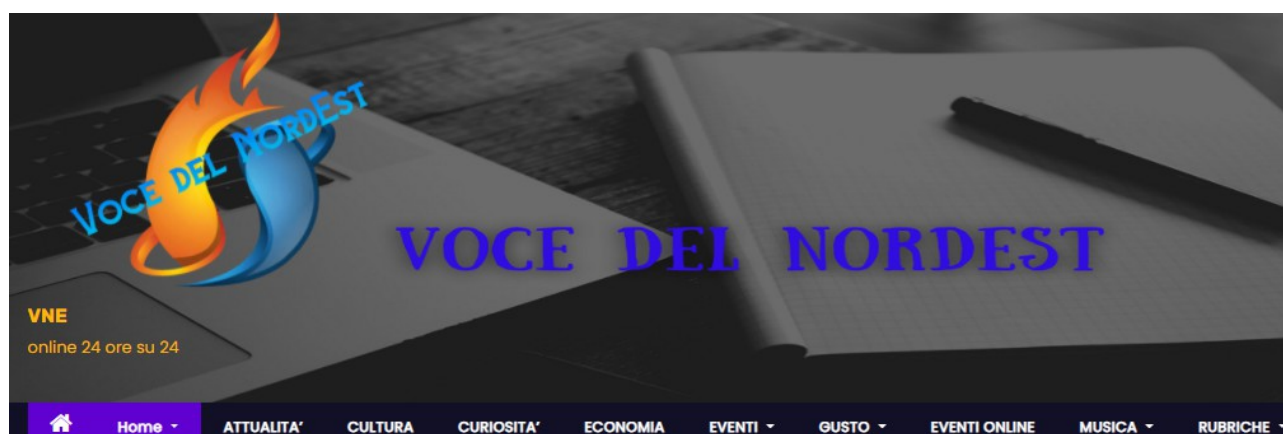 VOCE DEL NORDEST
VOCE DEL NORDEST
VNE
online 24 ore su 24
Home
ATTUALITA'
CULTURA
CURIOSITA'
ECONOMIA
EVENTI
GUSTO
EVENTI ONLINE
MUSICA
RUBRICHE